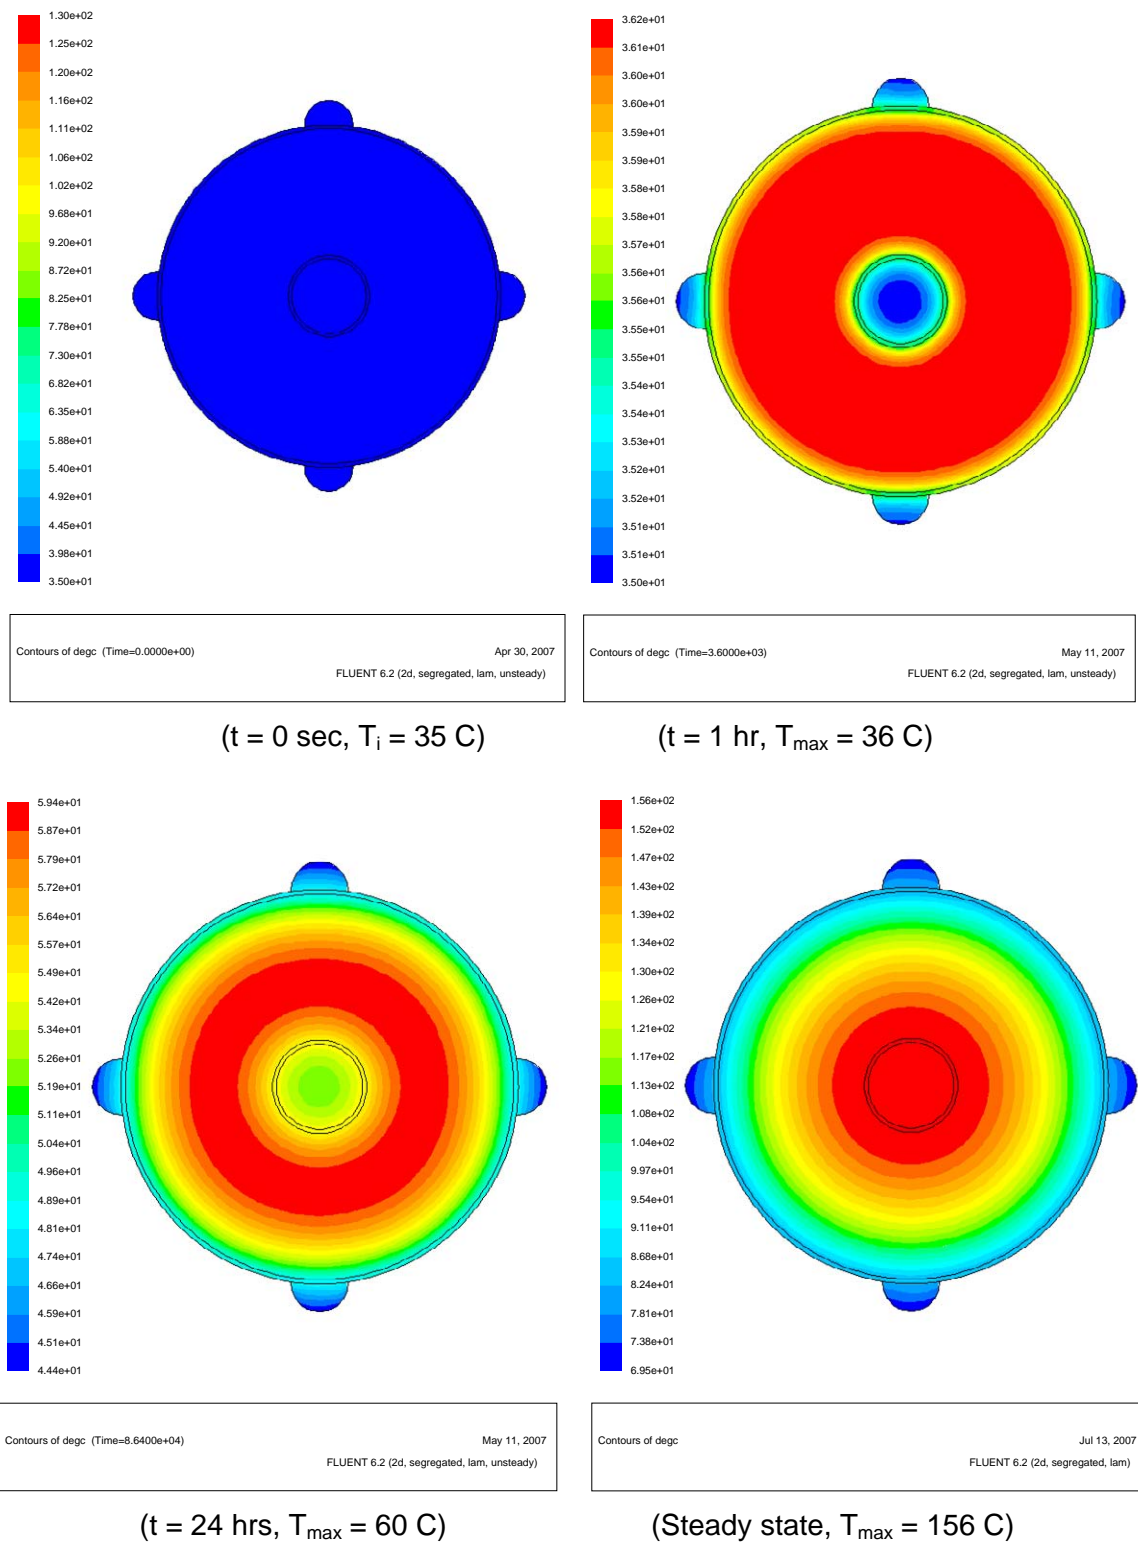 1.30e+02
1.25e+02
1.20e+02
1.16e+02
1.11e+02
1.06e+02
1.02e+02
9.68e+01
9.20e+01
8.72e+01
8.25e+01
7.78e+01
7.30e+01
6.82e+01
6.35e+01
5.88e+01
5.40e+01
4.92e+01
4.45e+01
3.98e+01
3.50e+01
Contours of degc (Time=0.0000e+00)
Apr 30, 2007
FLUENT 6.2 (2d, segregated, lam, unsteady)
3.62e+01
3.61e+01
3.60e+01
3.60e+01
3.59e+01
3.59e+01
3.58e+01
3.58e+01
3.57e+01
3.56e+01
3.56e+01
3.55e+01
3.55e+01
3.54e+01
3.53e+01
3.53e+01
3.52e+01
3.52e+01
3.51e+01
3.51e+01
3.50e+01
Contours of degc (Time=3.6000e+03)
May 11, 2007
FLUENT 6.2 (2d, segregated, lam, unsteady)
(t = 0 sec, Ti = 35 C)
(t = 1 hr, Tmax = 36 C)
5.94e+01
5.87e+01
5.79e+01
5.72e+01
5.64e+01
5.57e+01
5.49e+01
5.42e+01
5.34e+01
5.26e+01
5.19e+01
5.11e+01
5.04e+01
4.96e+01
4.89e+01
4.81e+01
4.74e+01
4.66e+01
4.59e+01
4.51e+01
4.44e+01
Contours of degc (Time=8.6400e+04)
May 11, 2007
FLUENT 6.2 (2d, segregated, lam, unsteady)
1.56e+02
1.52e+02
1.47e+02
1.43e+02
1.39e+02
1.34e+02
1.30e+02
1.26e+02
1.21e+02
1.17e+02
1.13e+02
1.08e+02
1.04e+02
9.97e+01
9.54e+01
9.11e+01
8.68e+01
8.24e+01
7.81e+01
7.38e+01
6.95e+01
Contours of degc
Jul 13, 2007
FLUENT 6.2 (2d, segregated, lam)
(t = 24 hrs, Tmax = 60 C)
(Steady state, Tmax = 156 C)